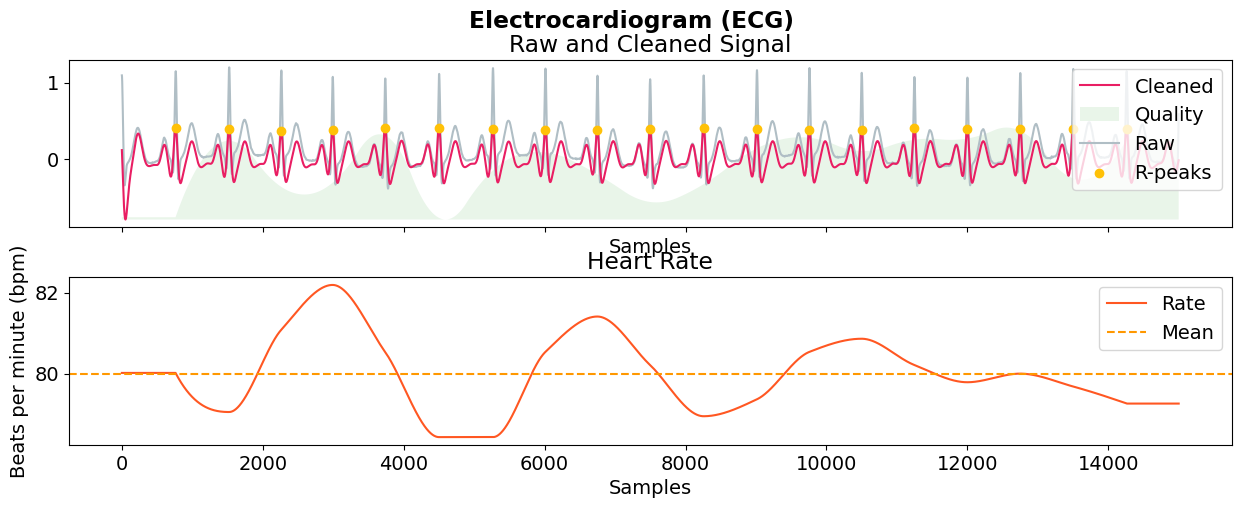 Electrocardiogram (ECG)
Raw and Cleaned Signal
1
0
Cleaned
Quality
Raw
R-peaks
Samples
Heart Rate
Beats per minute (bpm)
82
80
Rate
Mean
0 2000 4000 6000 8000 10000 12000 14000
Samples